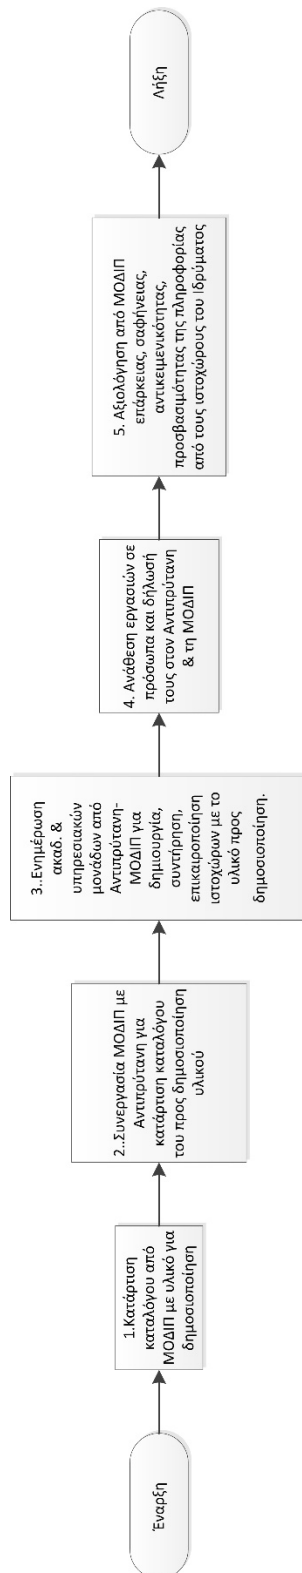 Έναρξη
1.Κατάρτιση
καταλόγου από
ΜΟΔΙΠ με υλικό για
δημοσιοποίηση
2..Συνεργασία ΜΟΔΙΠ με
Αντιπρύτανη για
κατάρτιση καταλόγου
του προς δημοσιοποίηση
υλικού
3..Ενημέρωση
ακαδ. &
υπηρεσιακών
μονάδων από
Αντιπρύτανη-
ΜΟΔΙΠ για
δημιουργία,
συντήρηση,
επικαιροποίηση
ιστοχώρων με το
υλικό προς
δημοσιοποίηση.
4. Ανάθεση εργασιών σε
πρόσωπα και δήλωσή
τους στον Αντιπρύτανη
& τη ΜΟΔΙΠ
5. Αξιολόγηση από ΜΟΔΙΠ
επάρκειας, σαφήνειας,
αντικειμενικότητας,
προσβασιμότητας της πληροφορίας
από τους ιστοχώρους του Ιδρύματος
Λήξη